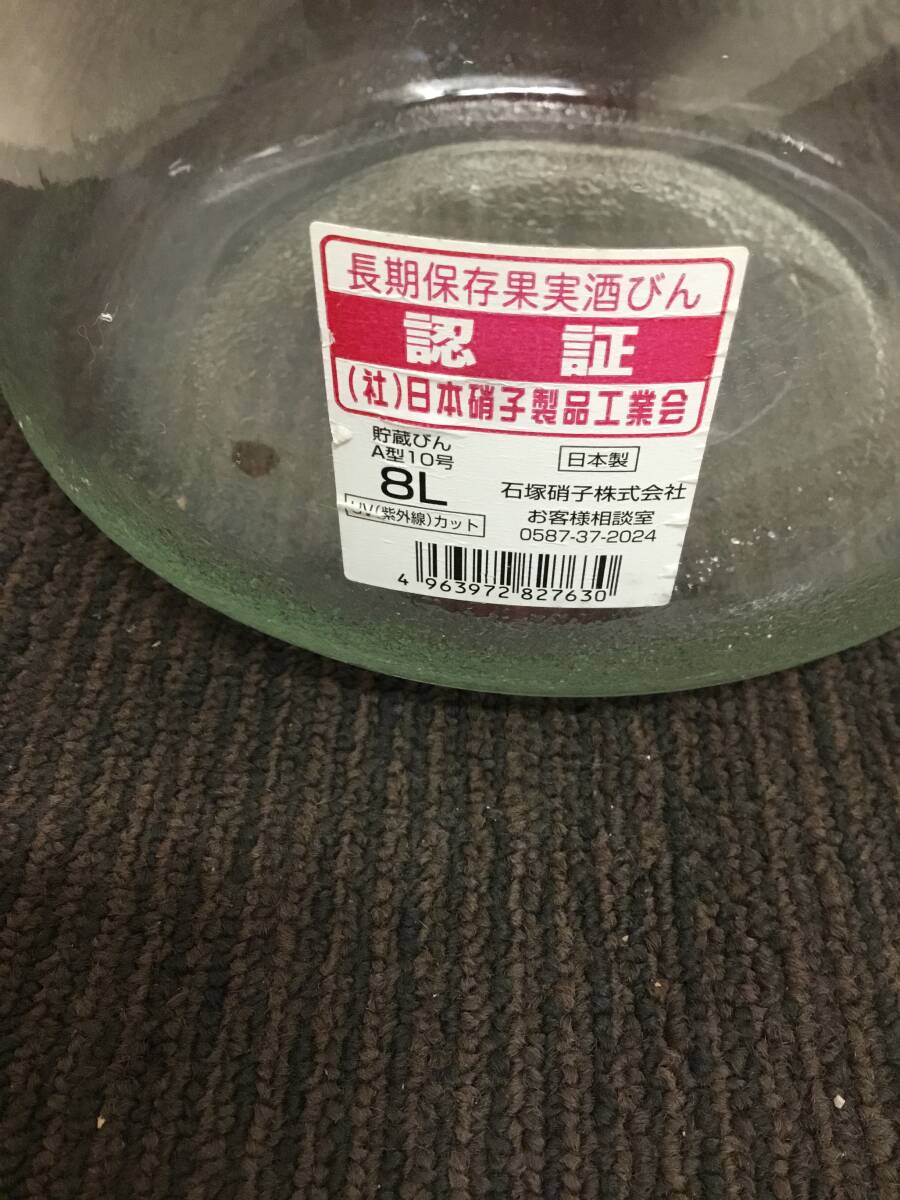 長期保存果実酒びん
認証
(社)日本硝子製品工業会
貯蔵びん
A型10号
8L
UV(紫外線)カット
日本製
石塚硝子株式会社
お客様相談室
0587-37-2024
4 963972 827630